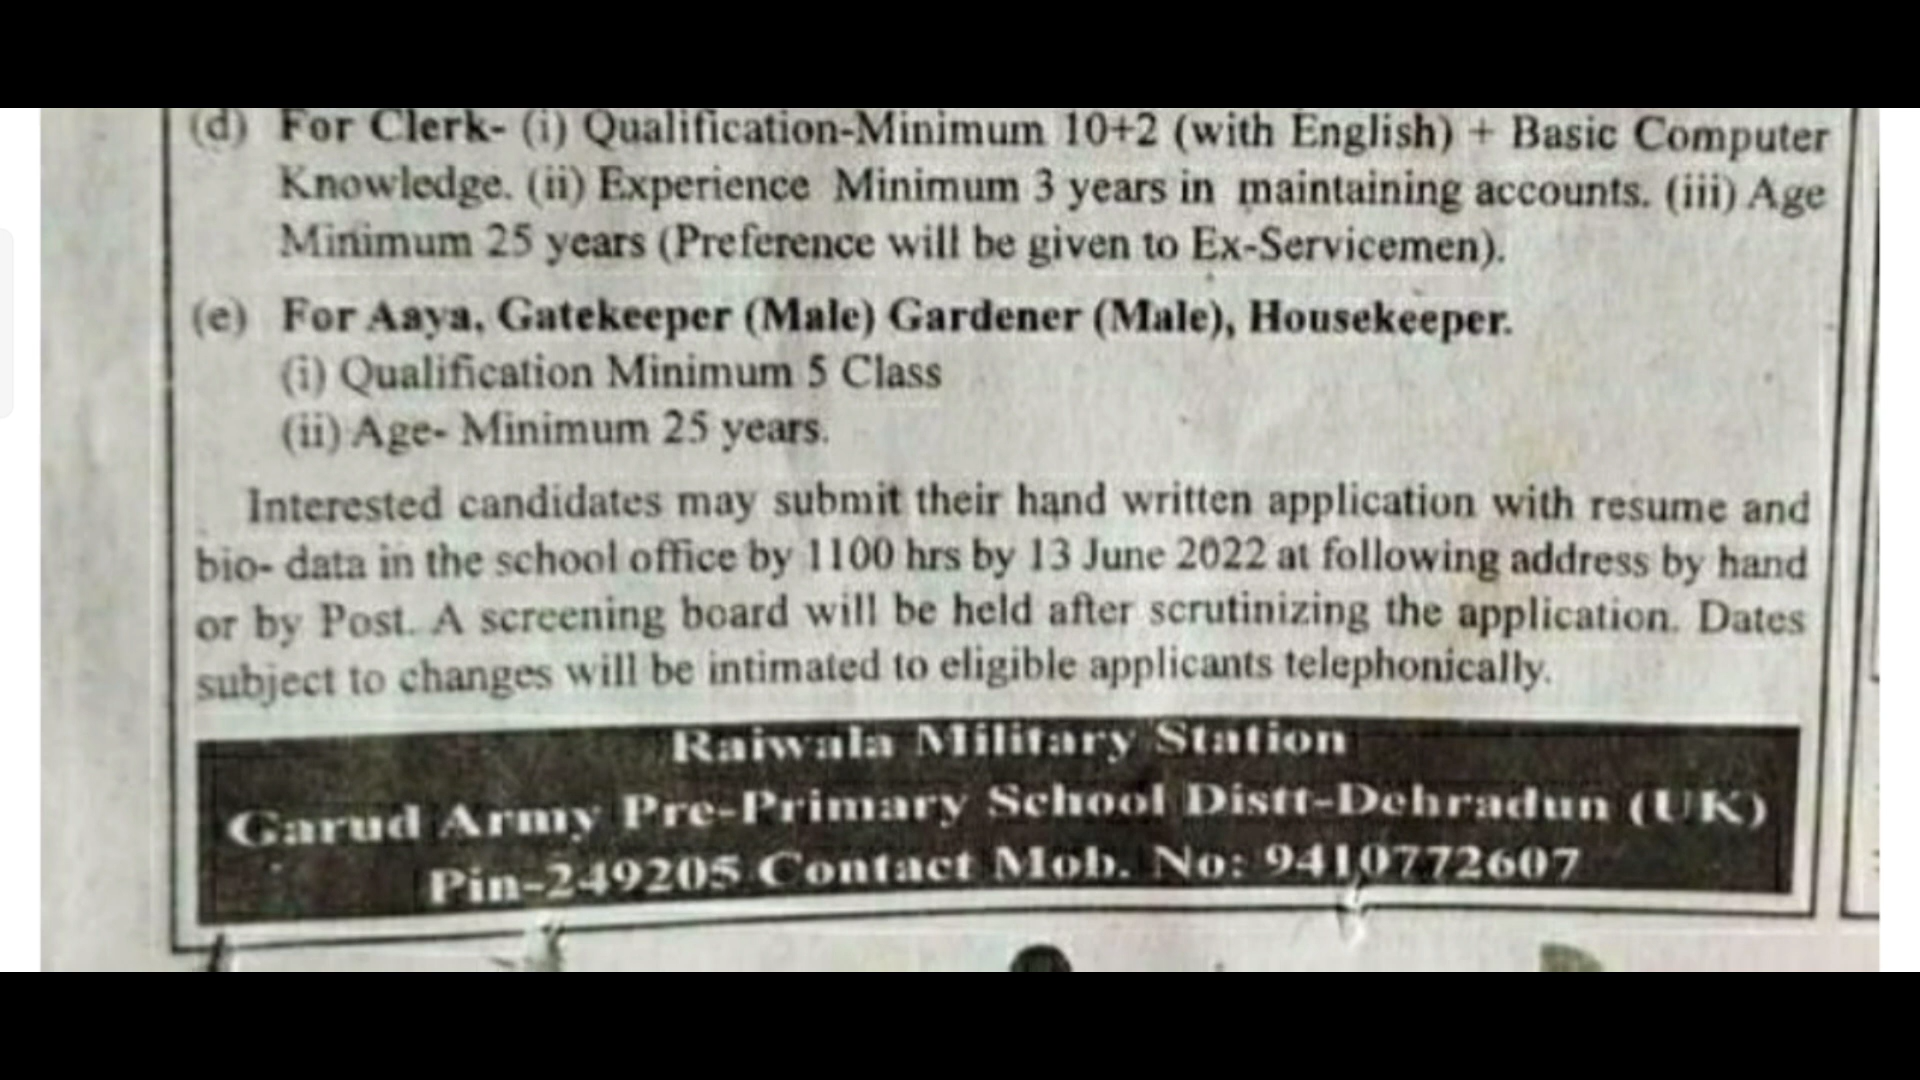 (d) For Clerk- (i) Qualification-Minimum 10+2 (with English) + Basic Computer
Knowledge. (ii) Experience Minimum 3 years in maintaining accounts. (iii) Age
Minimum 25 years (Preference will be given to Ex-Servicemen).
(e) For Aaya, Gatekeeper (Male) Gardener (Male), Housekeeper.
(i) Qualification Minimum 5 Class
(ii) Age- Minimum 25 years.
Interested candidates may submit their hand written application with resume and
bio- data in the school office by 1100 hrs by 13 June 2022 at following address by hand
or by Post. A screening board will be held after scrutinizing the application. Dates
subject to changes will be intimated to eligible applicants telephonically.
Raiwala Military Station
Garud Army Pre-Primary School Distt-Dehradun (UK)
Pin-249205 Contact Mob. No: 9410772607